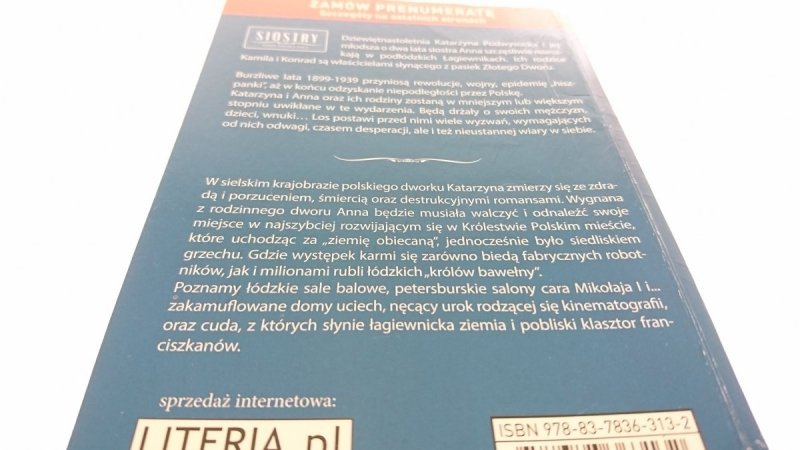 ZAMÓW PRENUMERATĘ
Szczegóły na ostatnich stronach
SIOSTRY
Dziewiętnastoletnia Katarzyna Podwysocka i jej
młodsza o dwa lata siostra Anna szczęśliwie
kają w podłódzkich Łagiewnikach. Ich rodzice
Kamila i Konrad są właścicielami słynącego z pasiek Złotego Dworu.
Burzliwe lata 1899-1939 przyniosą rewolucje, wojny, epidemię „hisz-
panki”, aż w końcu odzyskanie niepodległości przez Polskę.
Katarzyna i Anna oraz ich rodziny zostaną w mniejszym lub większym
stopniu uwikłane w te wydarzenia. Będą drżały o swoich mężczyzn,
dzieci, wnuki... Los postawi przed nimi wiele wyzwań, wymagających
od nich odwagi, czasem desperacji, ale i też nieustannej wiary w siebie.
W sielskim krajobrazie polskiego dworku Katarzyna zmierzy się ze zdra-
dą i porzuceniem, śmiercią oraz destrukcyjnymi romansami. Wygnana
z rodzinnego dworu Anna będzie musiała walczyć i odnaleźć swoje
miejsce w najszybciej rozwijającym się w Królestwie Polskim mieście,
które uchodząc za „ziemię obiecaną”, jednocześnie było siedliskiem
grzechu. Gdzie występek karmi się zarówno biedą fabrycznych robot-
ników, jak i milionami rubli łódzkich „królów bawełny”.
Poznamy łódzkie sale balowe, petersburskie salony cara Mikołaja I i...
zakamuflowane domy uciech, nęcący urok rodzącej się kinematografii,
oraz cuda, z których słynie łagiewnicka ziemia i pobliski klasztor fran-
ciszkanów.
sprzedaż internetowa:
LITERIA.pl
ISBN 978-83-7836-313-2